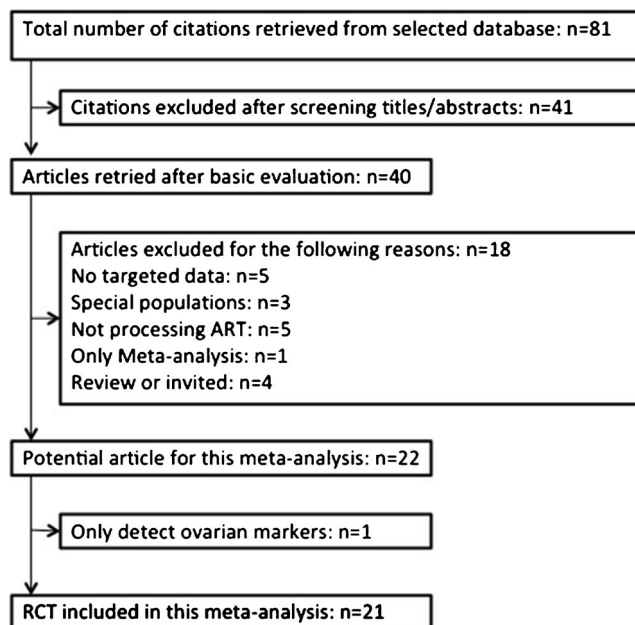 Total number of citations retrieved from selected database: n=81
Citations excluded after screening titles/abstracts: n=41
Articles retried after basic evaluation: n=40
Articles excluded for the following reasons: n=18
No targeted data: n=5
Special populations: n=3
Not processing ART: n=5
Only Meta-analysis: n=1
Review or invited: n=4
Potential article for this meta-analysis: n=22
Only detect ovarian markers: n=1
RCT included in this meta-analysis: n=21